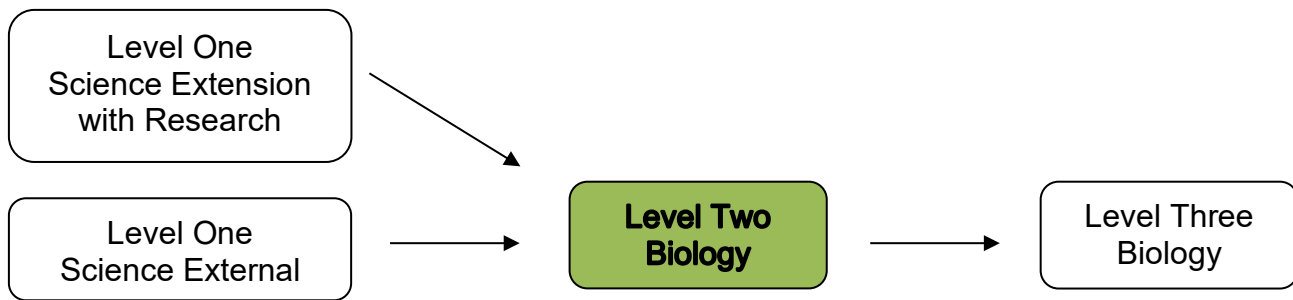 Level One
Science Extension
with Research
Level One
Science External
Level Two
Biology
Level Three
Biology